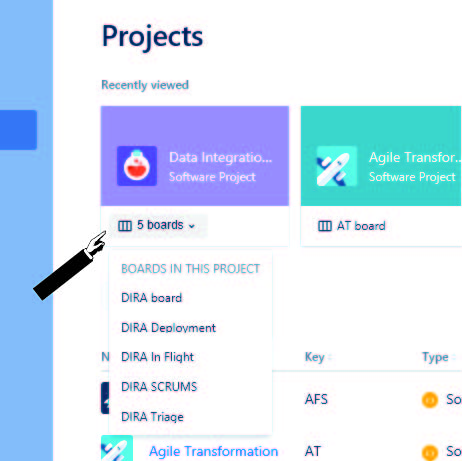 Projects
Recently viewed
Data Integratio...
Software Project
Agile Transfor...
Software Project
5 boards
AT board
BOARDS IN THIS PROJECT
DIRA board
DIRA Deployment
DIRA In Flight
DIRA SCRUMS
DIRA Triage
N
Key
Type
AFS
So
Agile Transformation
AT
So